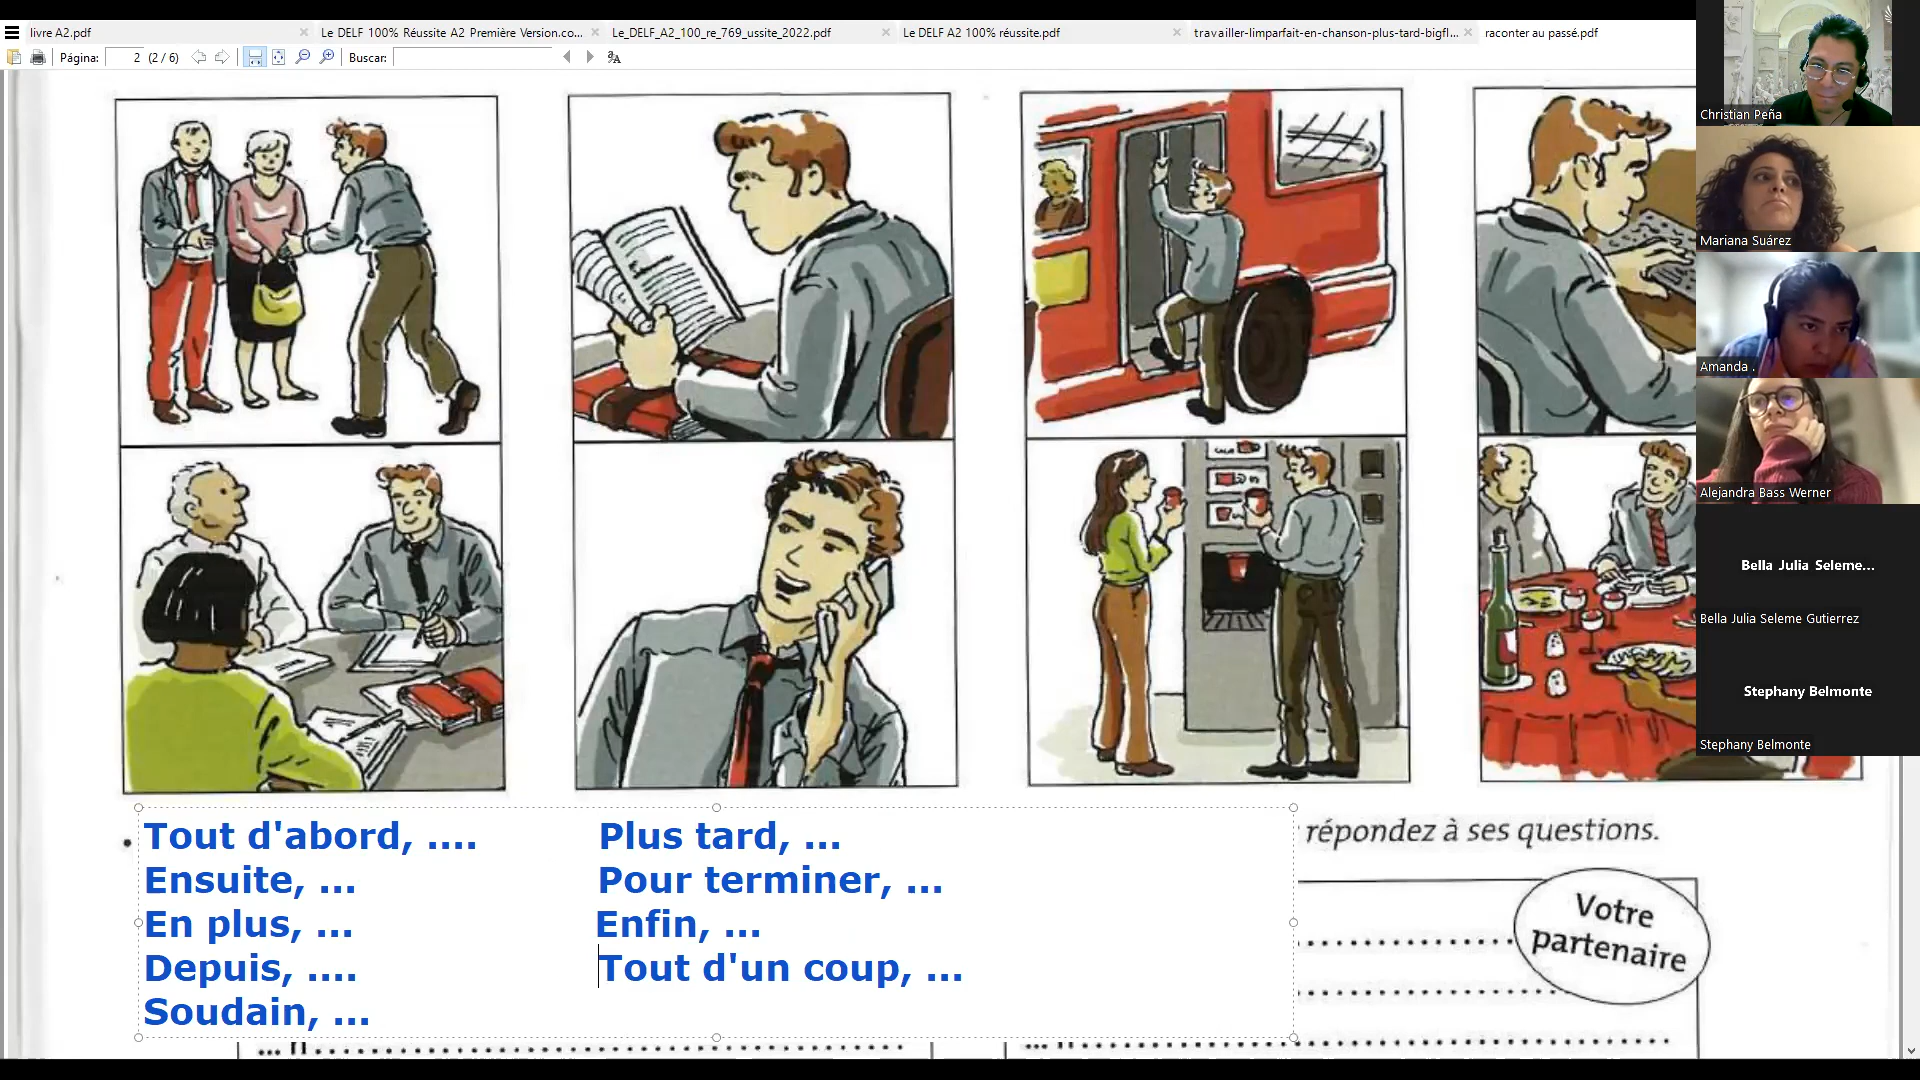 livre A2.pdf
Le DELF 100% Réussite A2 Première Version.co...
Le_DELF_A2_100_re_769_ussite_2022.pdf
Le DELF A2 100% réussite.pdf
travailler-limparfait-en-chanson-plus-tard-bigfl...
raconter au passé.pdf
Página: 2 (2 / 6)
Buscar:
Christian Peña
Mariana Suárez
Amanda .
Alejandra Bass Werner
Bella Julia Seleme...
Bella Julia Seleme Gutierrez
Stephany Belmonte
Stephany Belmonte
Tout d'abord, ....
Ensuite, ...
En plus, ...
Depuis, ....
Soudain, ...
Plus tard, ...
Pour terminer, ...
Enfin, ...
Tout d'un coup, ...
répondez à ses questions.
Votre
partenaire